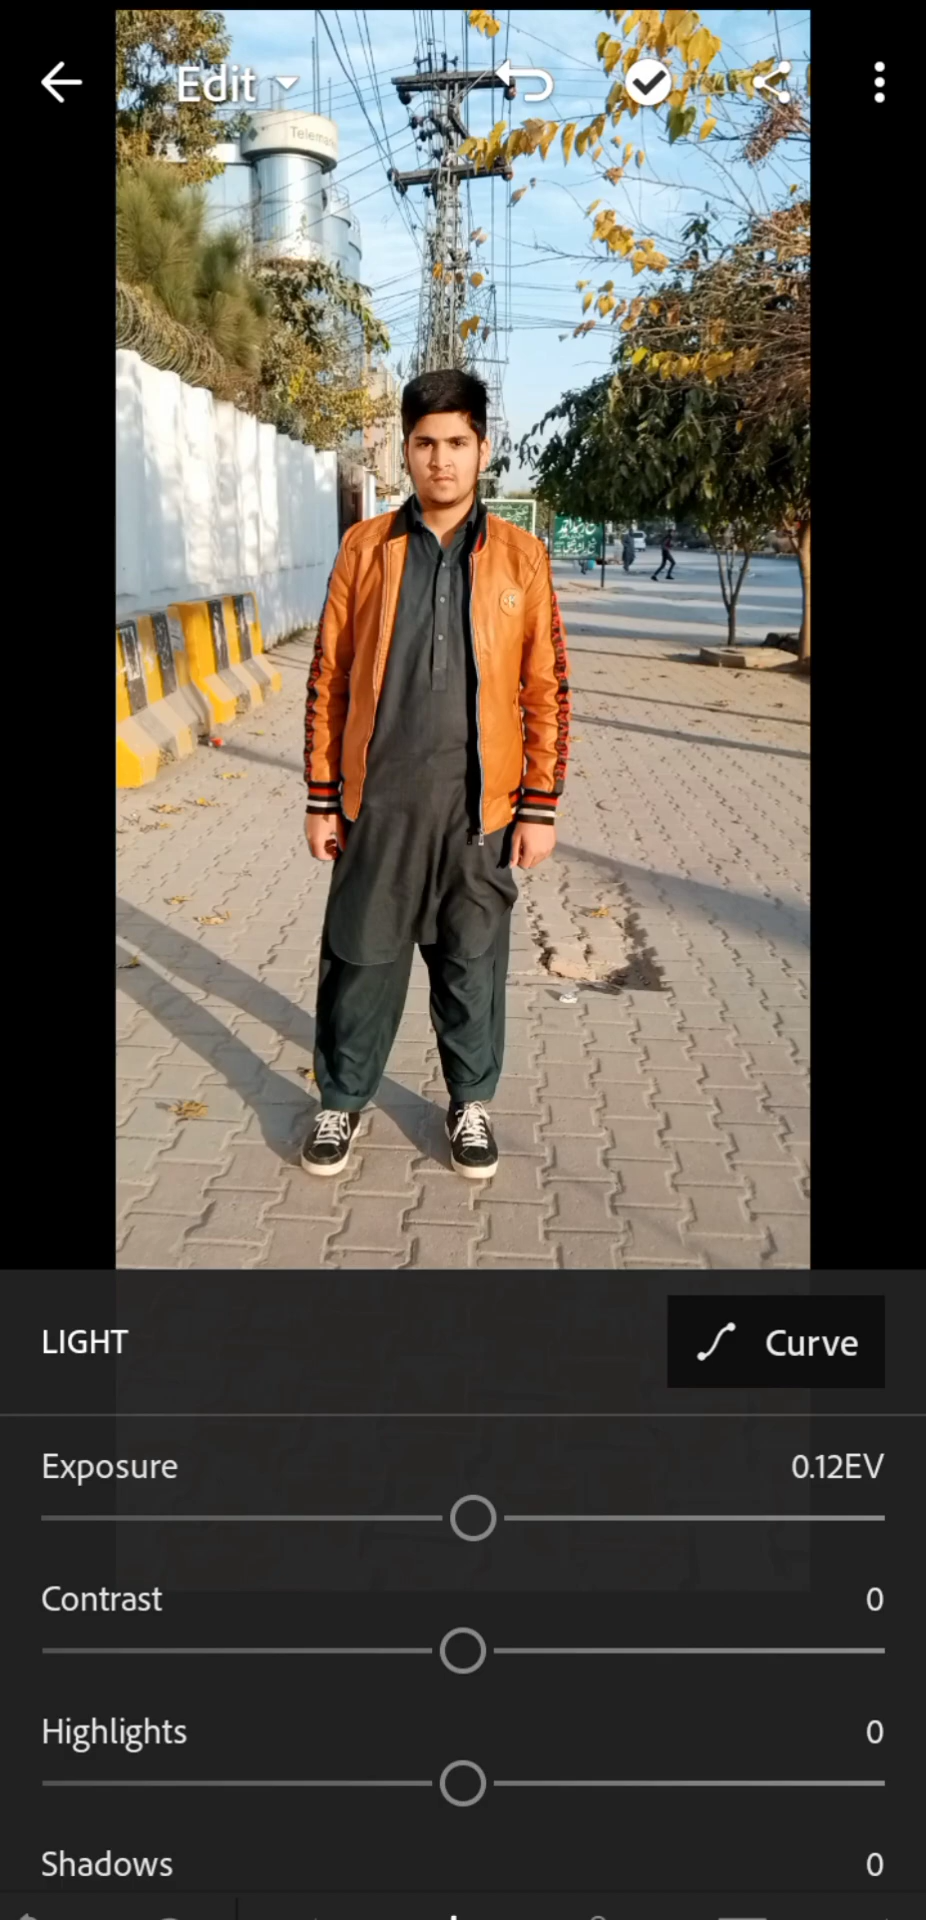 Edit
LIGHT
Curve
Exposure 0.12EV
Contrast 0
Highlights 0
Shadows 0